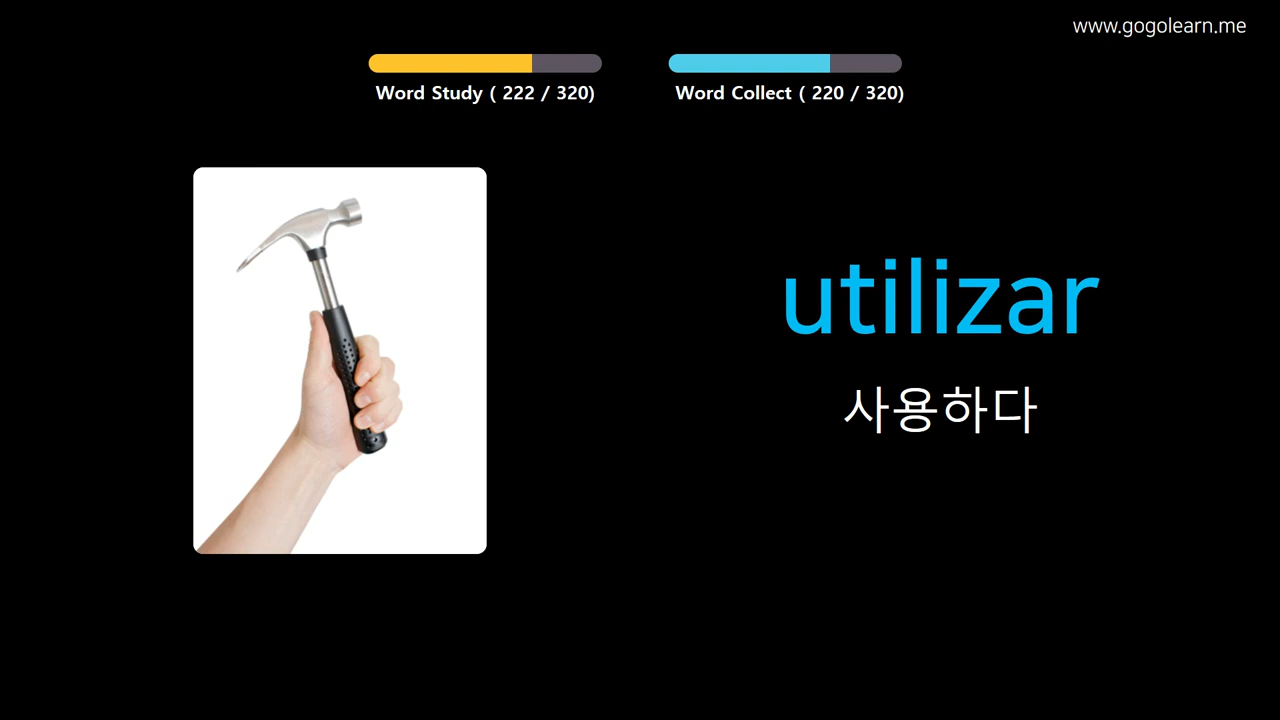 www.gogolearn.me
Word Study ( 222 / 320)
Word Collect ( 220 / 320)
utilizar
사용하다